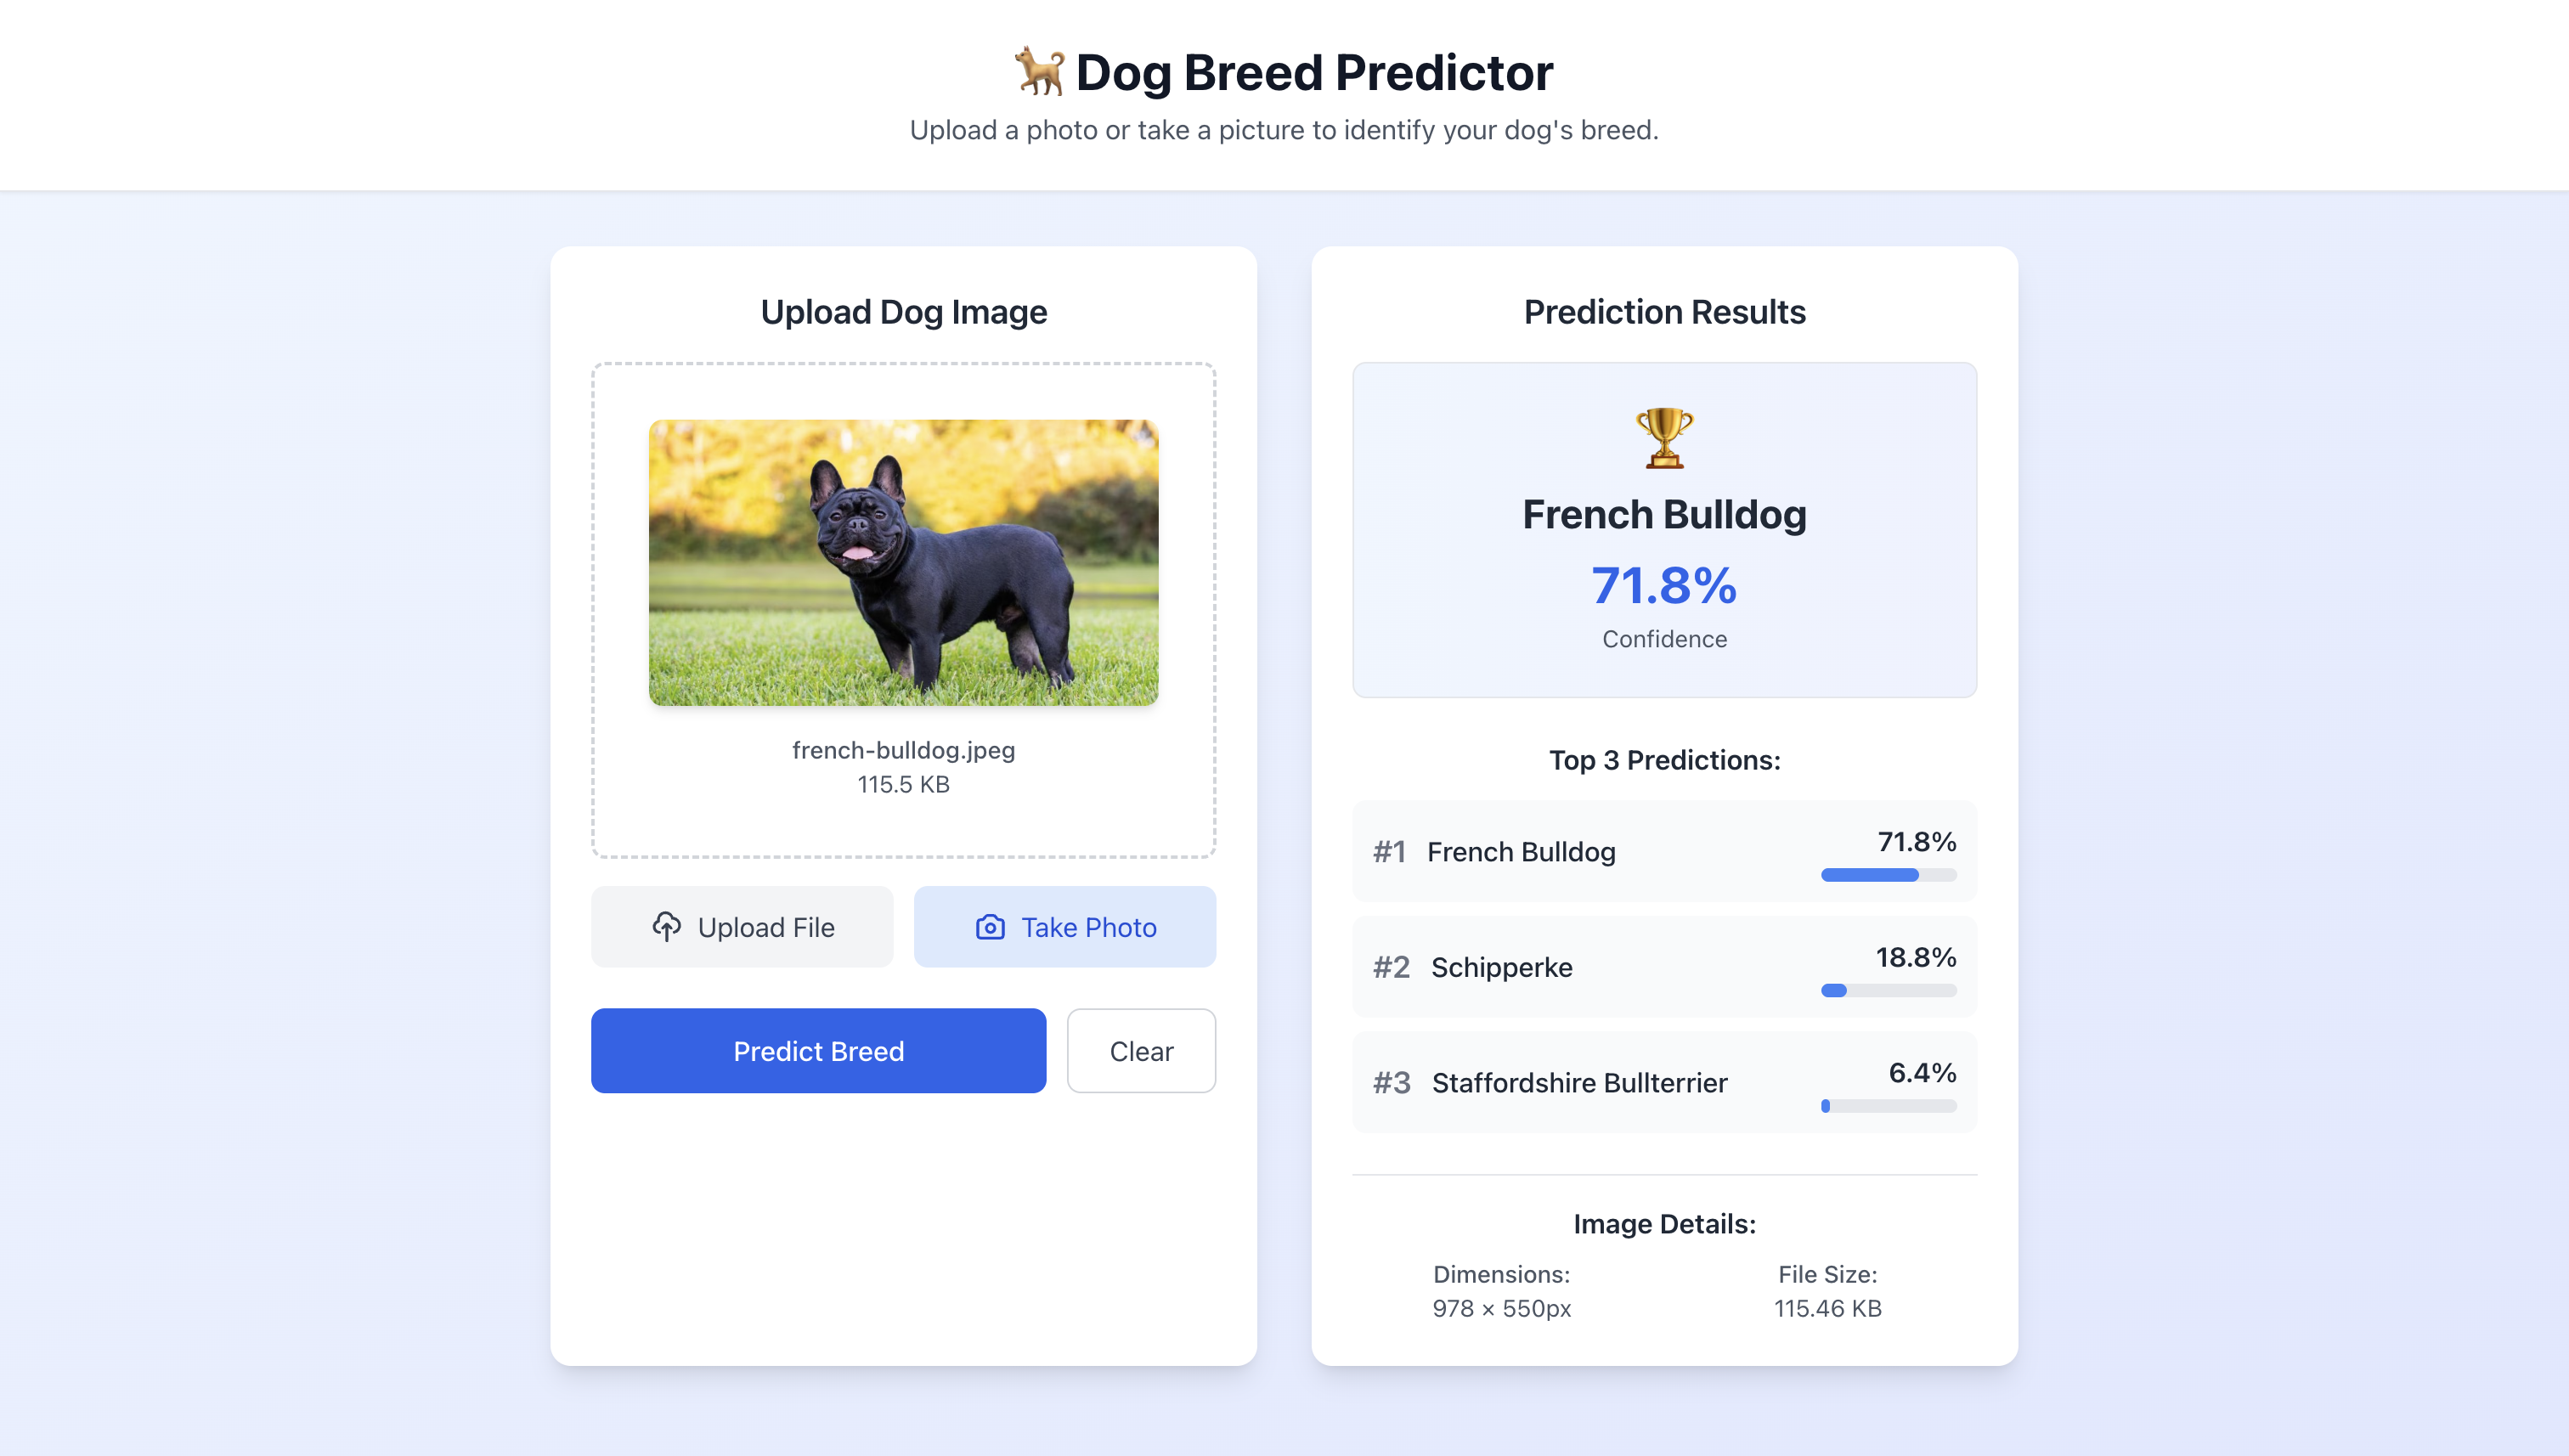 Dog Breed Predictor
Upload a photo or take a picture to identify your dog's breed.
Upload Dog Image
french-bulldog.jpeg
115.5 KB
Upload File
Take Photo
Predict Breed
Clear
Prediction Results
French Bulldog
71.8%
Confidence
Top 3 Predictions:
#1 French Bulldog 71.8%
#2 Schipperke 18.8%
#3 Staffordshire Bullterrier 6.4%
Image Details:
Dimensions: File Size:
978 × 550px 115.46 KB